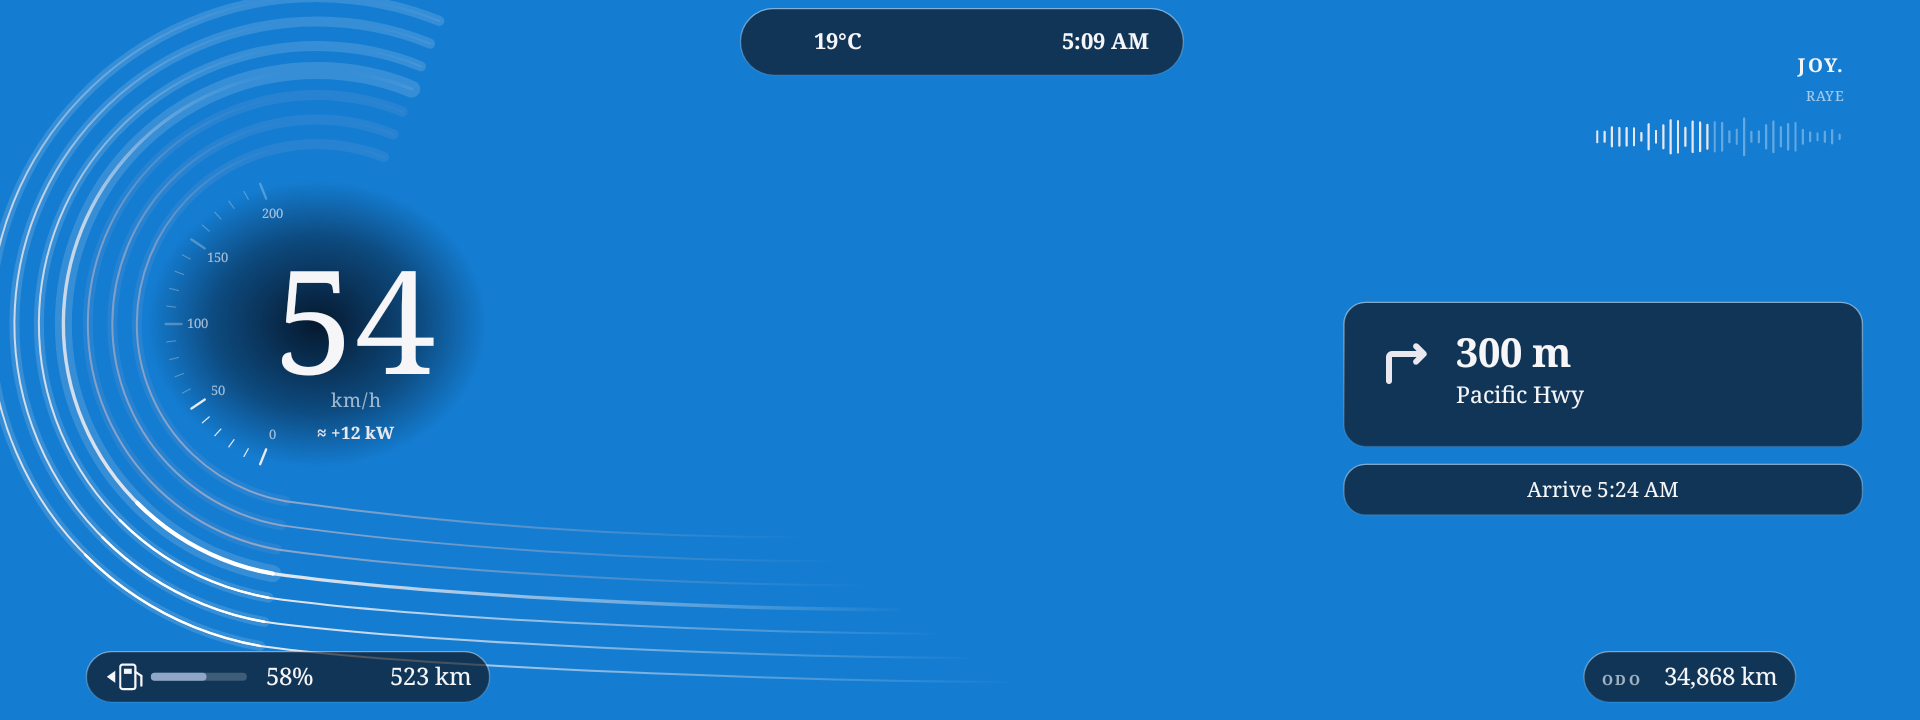 19°C
5:09 AM
JOY.
RAYE
200
150
100
50
0
54
km/h
≈ +12 kW
300 m
Pacific Hwy
Arrive 5:24 AM
58%
523 km
ODO
34,868 km